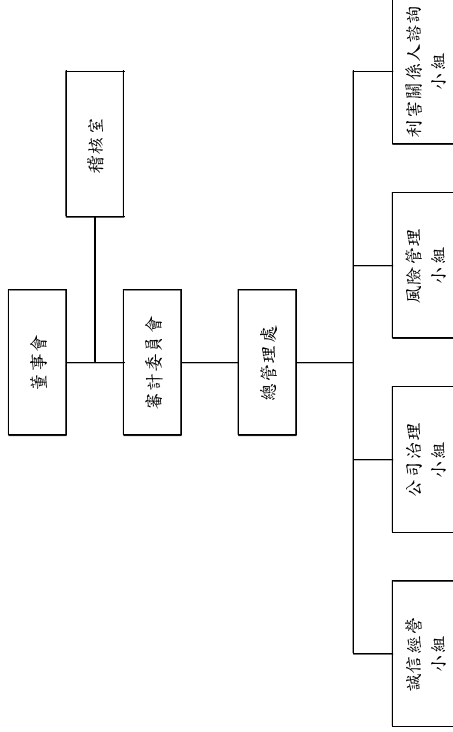 董事會
稽核室
審計委員會
總管理處
誠信經營
小組
公司治理
小組
風險管理
小組
利害關係人諮詢
小組